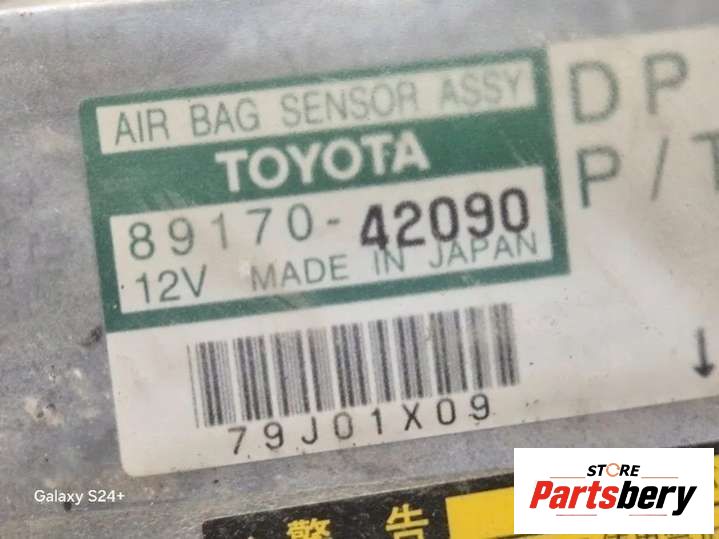 AIR BAG SENSOR ASSY
TOYOTA
89170-42090
12V MADE IN JAPAN
79J01X09
DP
P/T
↓
警告
STORE
Partsbery
Galaxy S24+